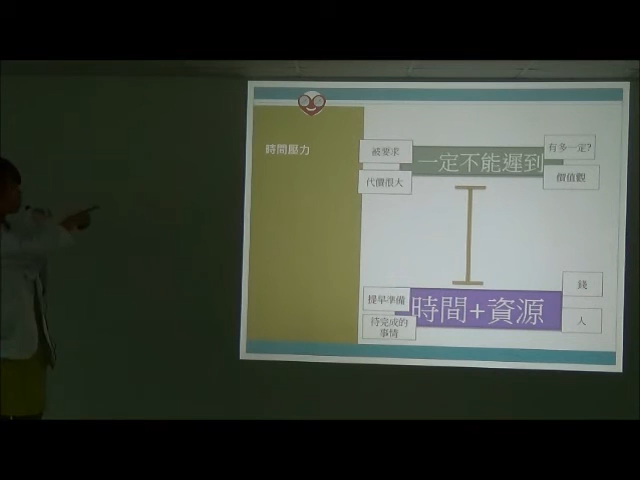 時間壓力
被要求
一定不能遲到
有多一定?
代價很大
價值觀
提早準備
時間+資源
錢
待完成的
事情
人